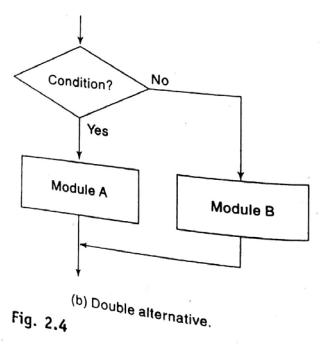 Condition?
No
Yes
Module A
Module B
(b) Double alternative.
Fig. 2.4